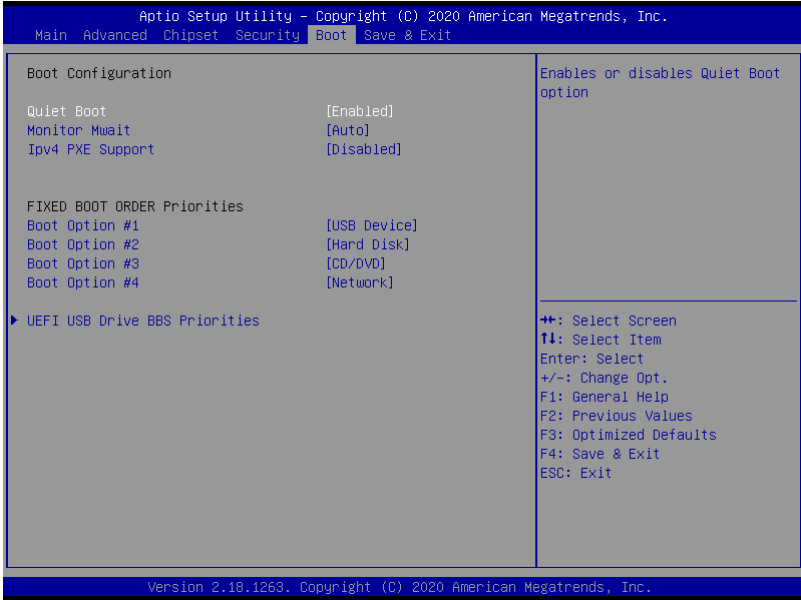 Aptio Setup Utility – Copyright (C) 2020 American Megatrends, Inc.
Main Advanced Chipset Security Boot Save & Exit
Boot Configuration
Quiet Boot [Enabled]
Monitor Mwait [Auto]
Ipv4 PXE Support [Disabled]
FIXED BOOT ORDER Priorities
Boot Option #1 [USB Device]
Boot Option #2 [Hard Disk]
Boot Option #3 [CD/DVD]
Boot Option #4 [Network]
UEFI USB Drive BBS Priorities
Enables or disables Quiet Boot
option
→←: Select Screen
↑↓: Select Item
Enter: Select
+/-: Change Opt.
F1: General Help
F2: Previous Values
F3: Optimized Defaults
F4: Save & Exit
ESC: Exit
Version 2.18.1263. Copyright (C) 2020 American Megatrends, Inc.